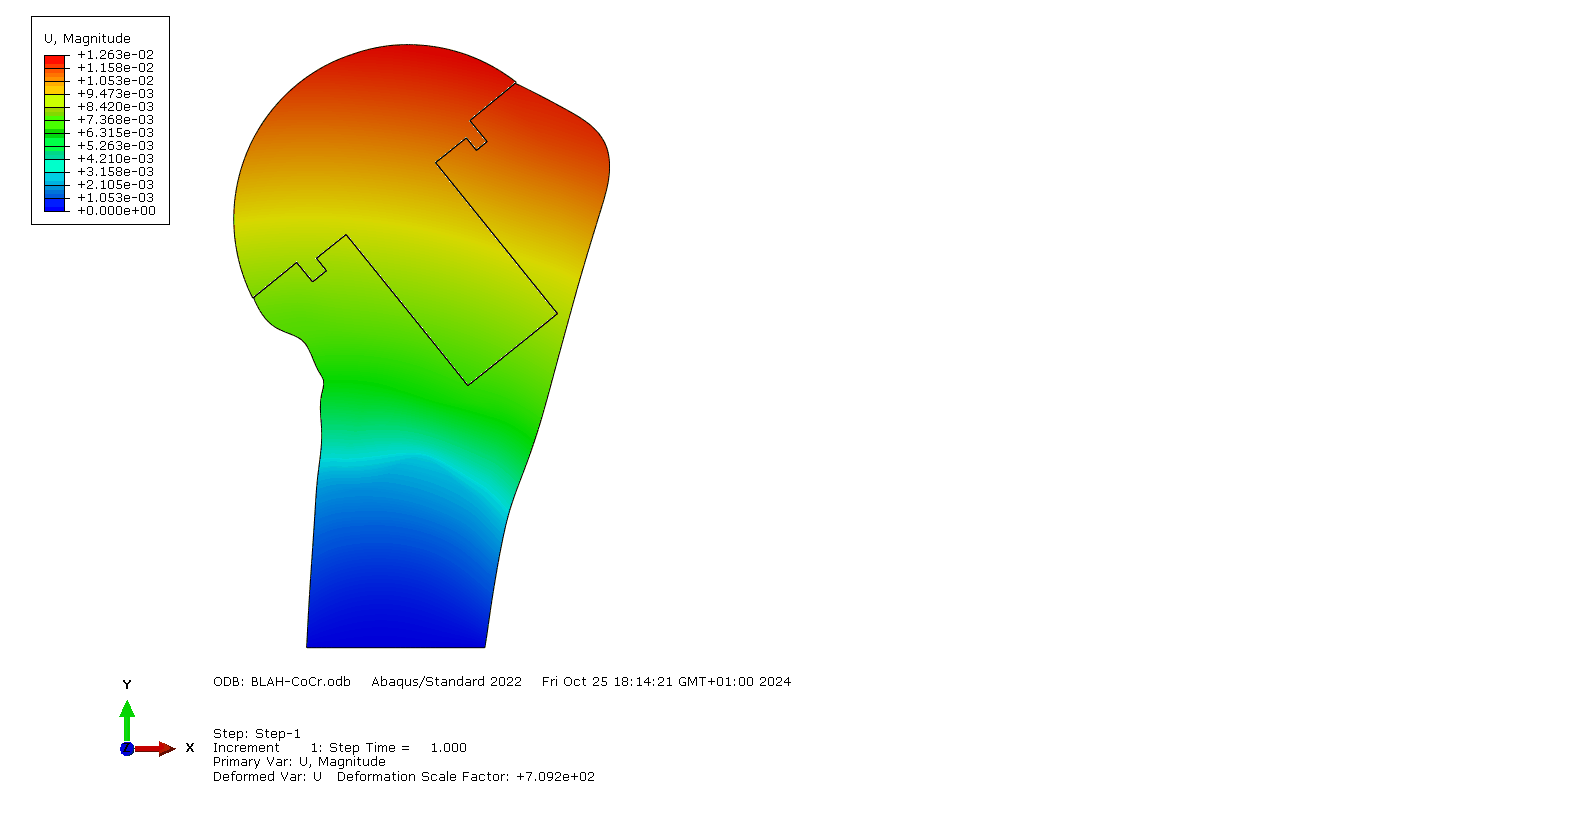 U, Magnitude
+1.263e-02
+1.158e-02
+1.053e-02
+9.473e-03
+8.420e-03
+7.368e-03
+6.315e-03
+5.263e-03
+4.210e-03
+3.158e-03
+2.105e-03
+1.053e-03
+0.000e+00
Y
X
ODB: BLAH-CoCr.odb Abaqus/Standard 2022 Fri Oct 25 18:14:21 GMT+01:00 2024
Step: Step-1
Increment 1: Step Time = 1.000
Primary Var: U, Magnitude
Deformed Var: U Deformation Scale Factor: +7.092e+02